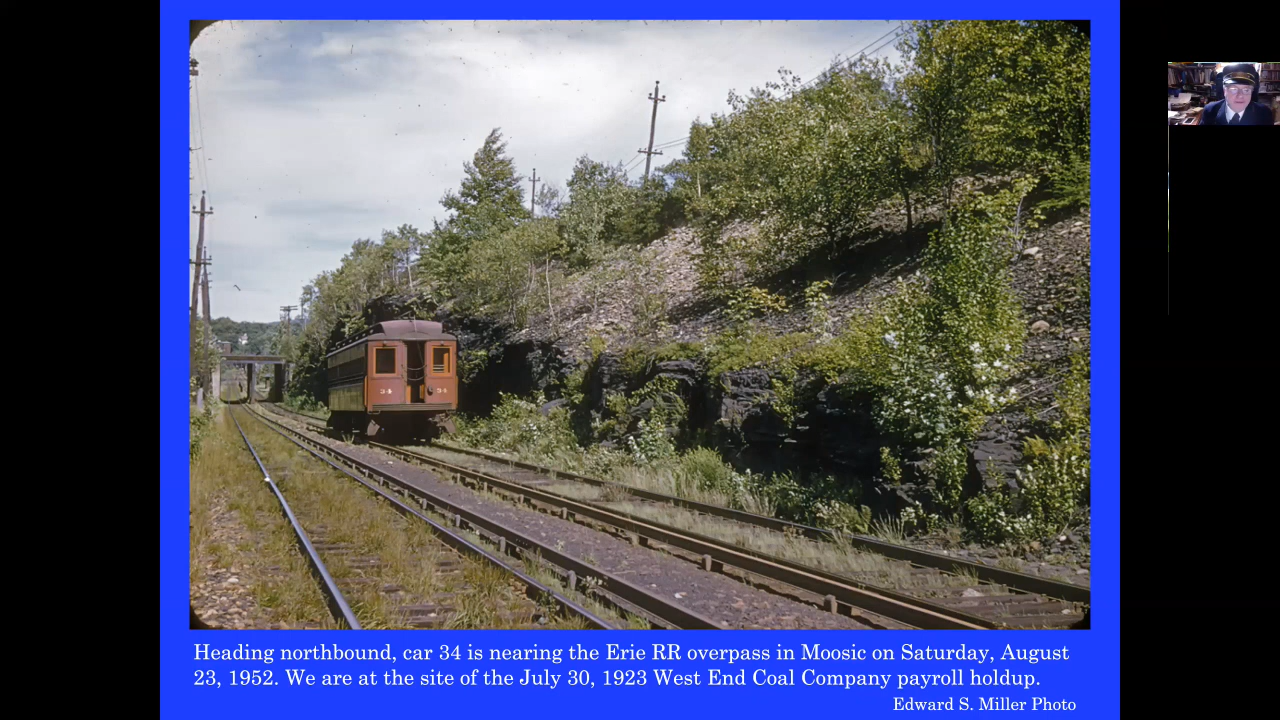 34 34
Heading northbound, car 34 is nearing the Erie RR overpass in Moosic on Saturday, August
23, 1952. We are at the site of the July 30, 1923 West End Coal Company payroll holdup.
Edward S. Miller Photo